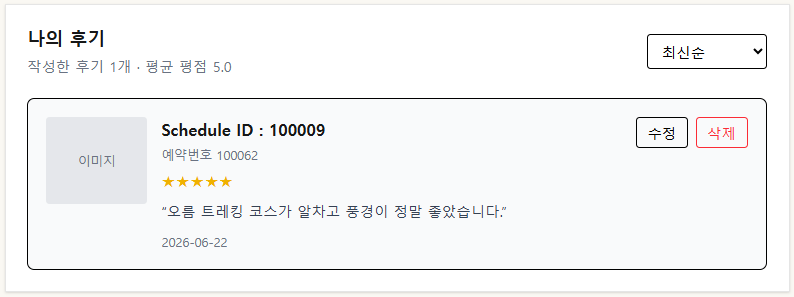 나의 후기
작성한 후기 1개 · 평균 평점 5.0
최신순
이미지
Schedule ID : 100009
수정
삭제
예약번호 100062
★★★★★
“오름 트레킹 코스가 알차고 풍경이 정말 좋았습니다.”
2026-06-22